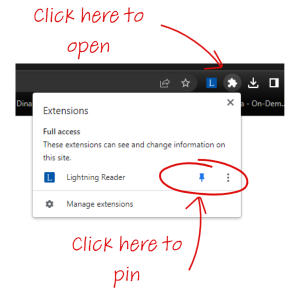 Click here to
open
L
Dina
a - On-Dem...
Extensions
Full access
These extensions can see and change information on
this site.
L Lightning Reader
Manage extensions
Click here to
pin